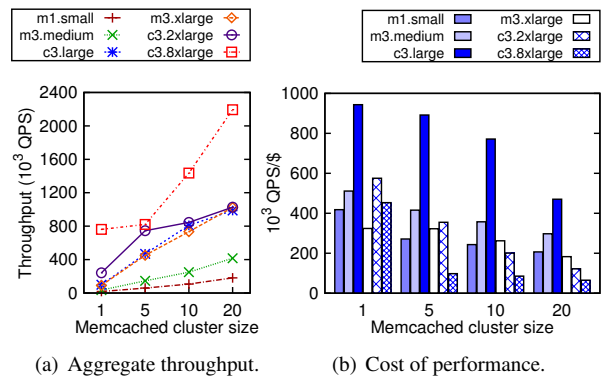 m1.small m3.xlarge
m3.medium c3.2xlarge
c3.large c3.8xlarge
Throughput (10³ QPS)
2400
2000
1600
1200
800
400
0
1 5 10 20
Memcached cluster size
(a) Aggregate throughput.
m1.small m3.xlarge
m3.medium c3.2xlarge
c3.large c3.8xlarge
10³ QPS/$
1000
800
600
400
200
0
1 5 10 20
Memcached cluster size
(b) Cost of performance.